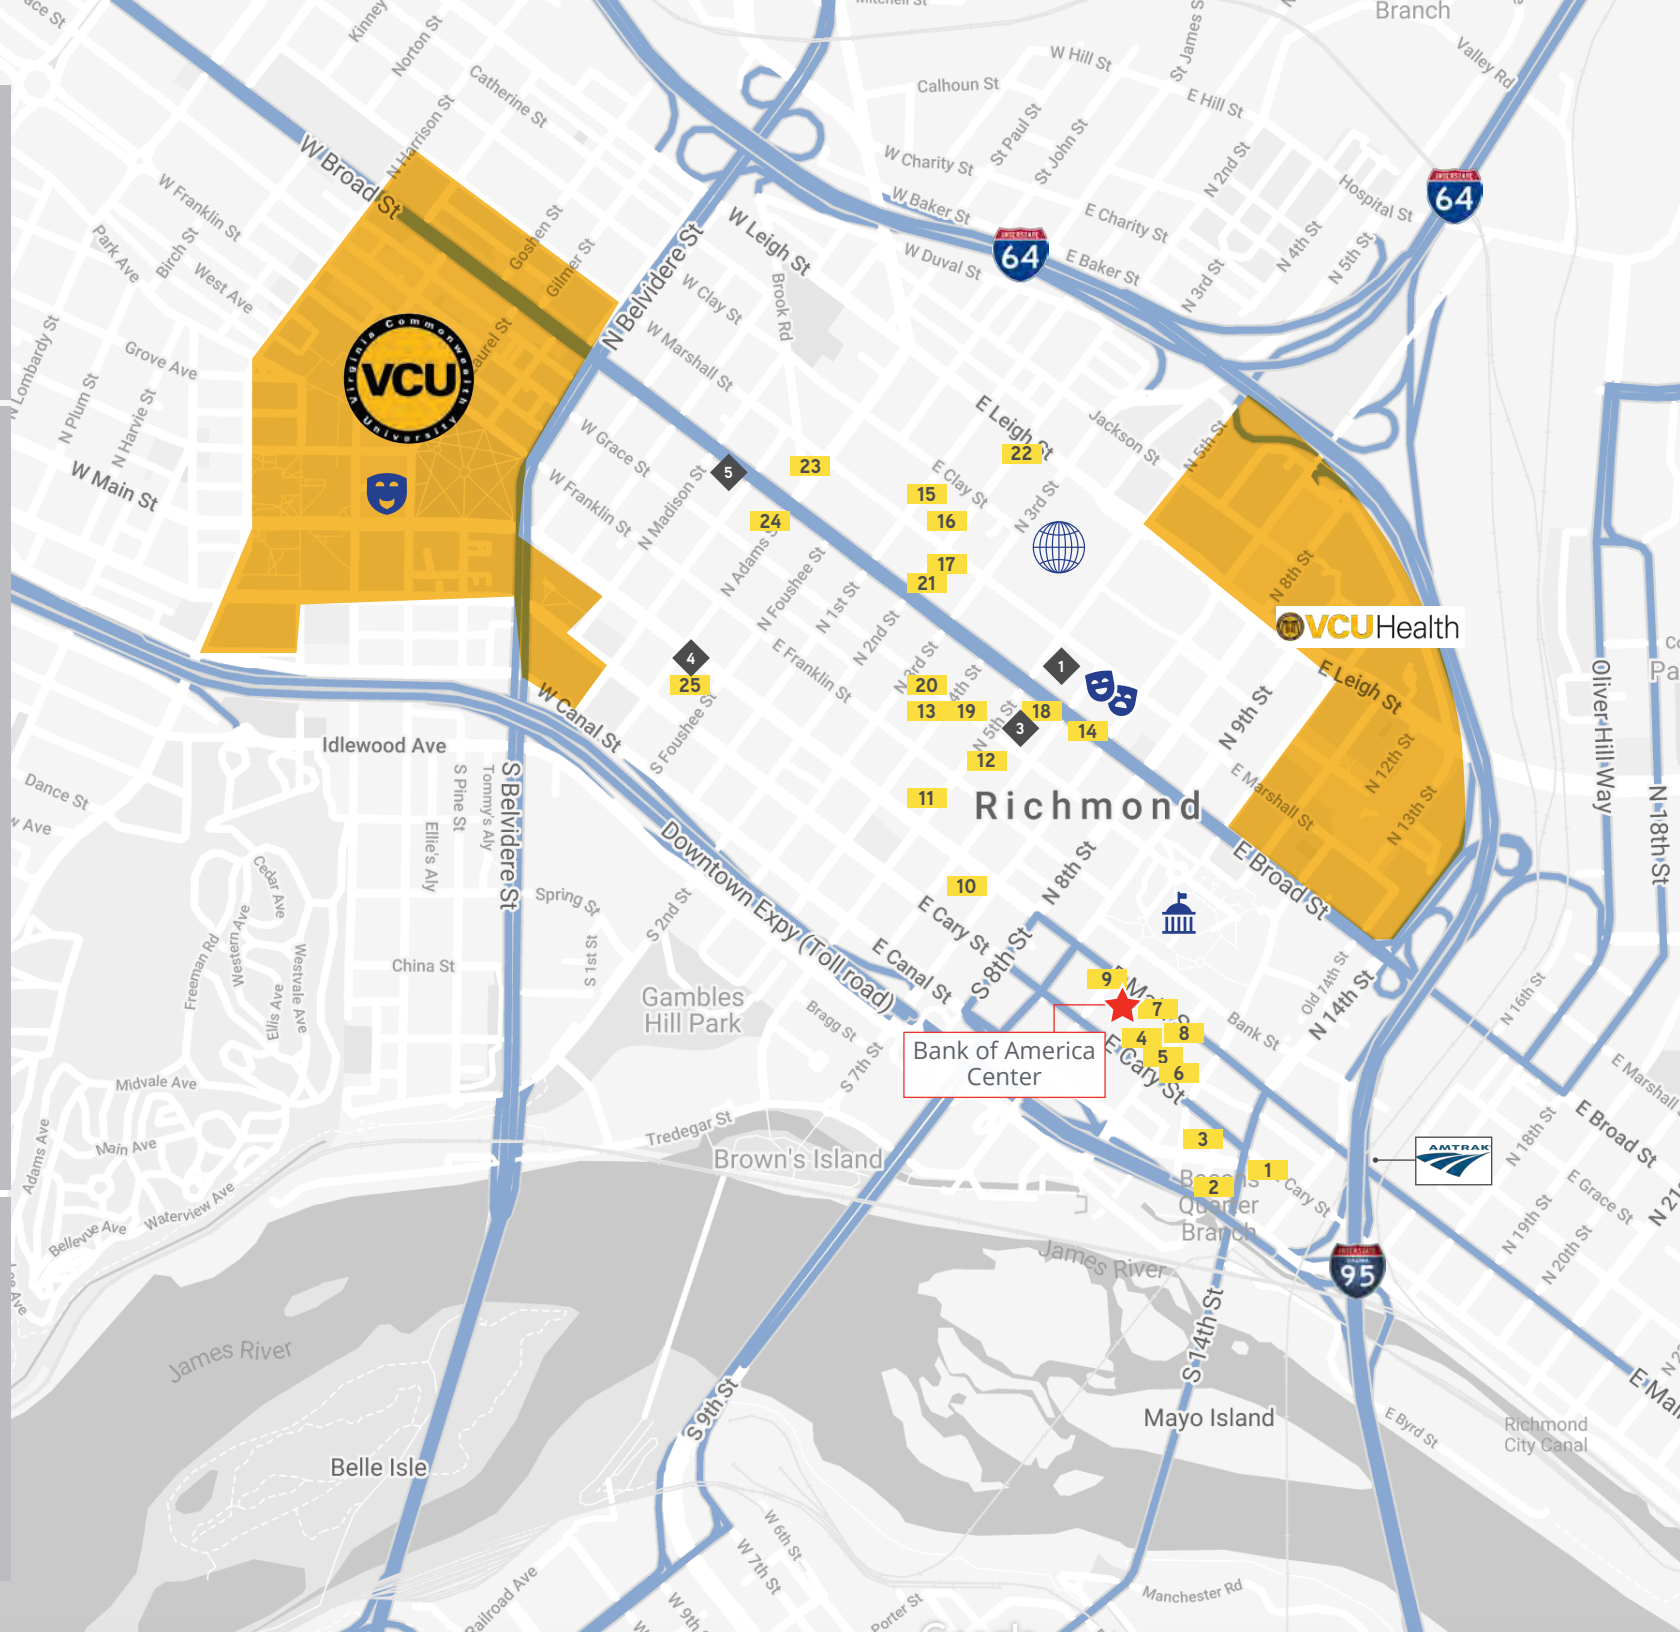 Mitchell St
Branch
Kinney
Norton St
Catherine St
W Hill St
St James S
Valley Rd
Calhoun St
E Hill St
N Harrison St
St Paul St
St John St
W Broad St
W Charity St
N 2nd St
Hospital St
INTERSTATE
64
W Franklin St
W Baker St
E Charity St
Park Ave
Birch St
Goshen St
W Leigh St
INTERSTATE
64
N 4th St
N 5th St
West Ave
Gilmer St
W Duval St
E Baker St
N 3rd St
N Belvidere St
W Clay St
Brook Rd
N Lombardy St
Grove Ave
Virginia Commonwealth University
VCU
Laurel St
W Marshall St
N Plum St
N Harvie St
E Leigh St
Jackson St
N 5th St
W Main St
W Grace St
22
5
23
E Clay St
15
N 3rd St
W Franklin St
N Madison St
24
16
N Adams S
17
21
N 8th St
N Foushee St
N 1st St
N 2nd St
VCUHealth
E Franklin St
4
25
1
N 3rd St
20
4th St
E Leigh St
Oliver Hill Way
Pa
W Canal St
S Foushee St
13
19
18
N 5th St
3
14
N 9th St
Idlewood Ave
12
N 12th St
S Belvidere St
S Pine St
Tommy's Aly
Dance St
w Ave
11
Richmond
E Marshall St
N 13th St
N 18th St
Ellie's Aly
Downtown Expy (Toll road)
E Broad St
N 8th St
Cedar Ave
Spring St
S 2nd St
10
E Cary St
Freeman Rd
Western Ave
Westvale Ave
S 1st St
E Canal St
S 8th St
China St
Gambles
Hill Park
9
Old 14th St
N 14th St
N 16th St
Ellis Ave
Bragg St
7
Bank St
Bank of America
Center
4
8
5
6
E Cary St
S 7th St
E Marshall
Midvale Ave
Main Ave
Tredegar St
Brown's Island
3
N 18th St
E Broad St
AMTRAK
Adams Ave
1
2
Cary St
Quarter
Branch
E Grace St
N 21s
Waterview Ave
Bellevue Ave
N 19th St
N 20th St
James River
INTERSTATE
VIRGINIA
95
James River
S 14th St
S 9th St
E Mai
Mayo Island
E Byrd St
Richmond
City Canal
Belle Isle
W 6th St
W 7th St
W 9th S
Railroad Ave
Porter St
Manchester Rd